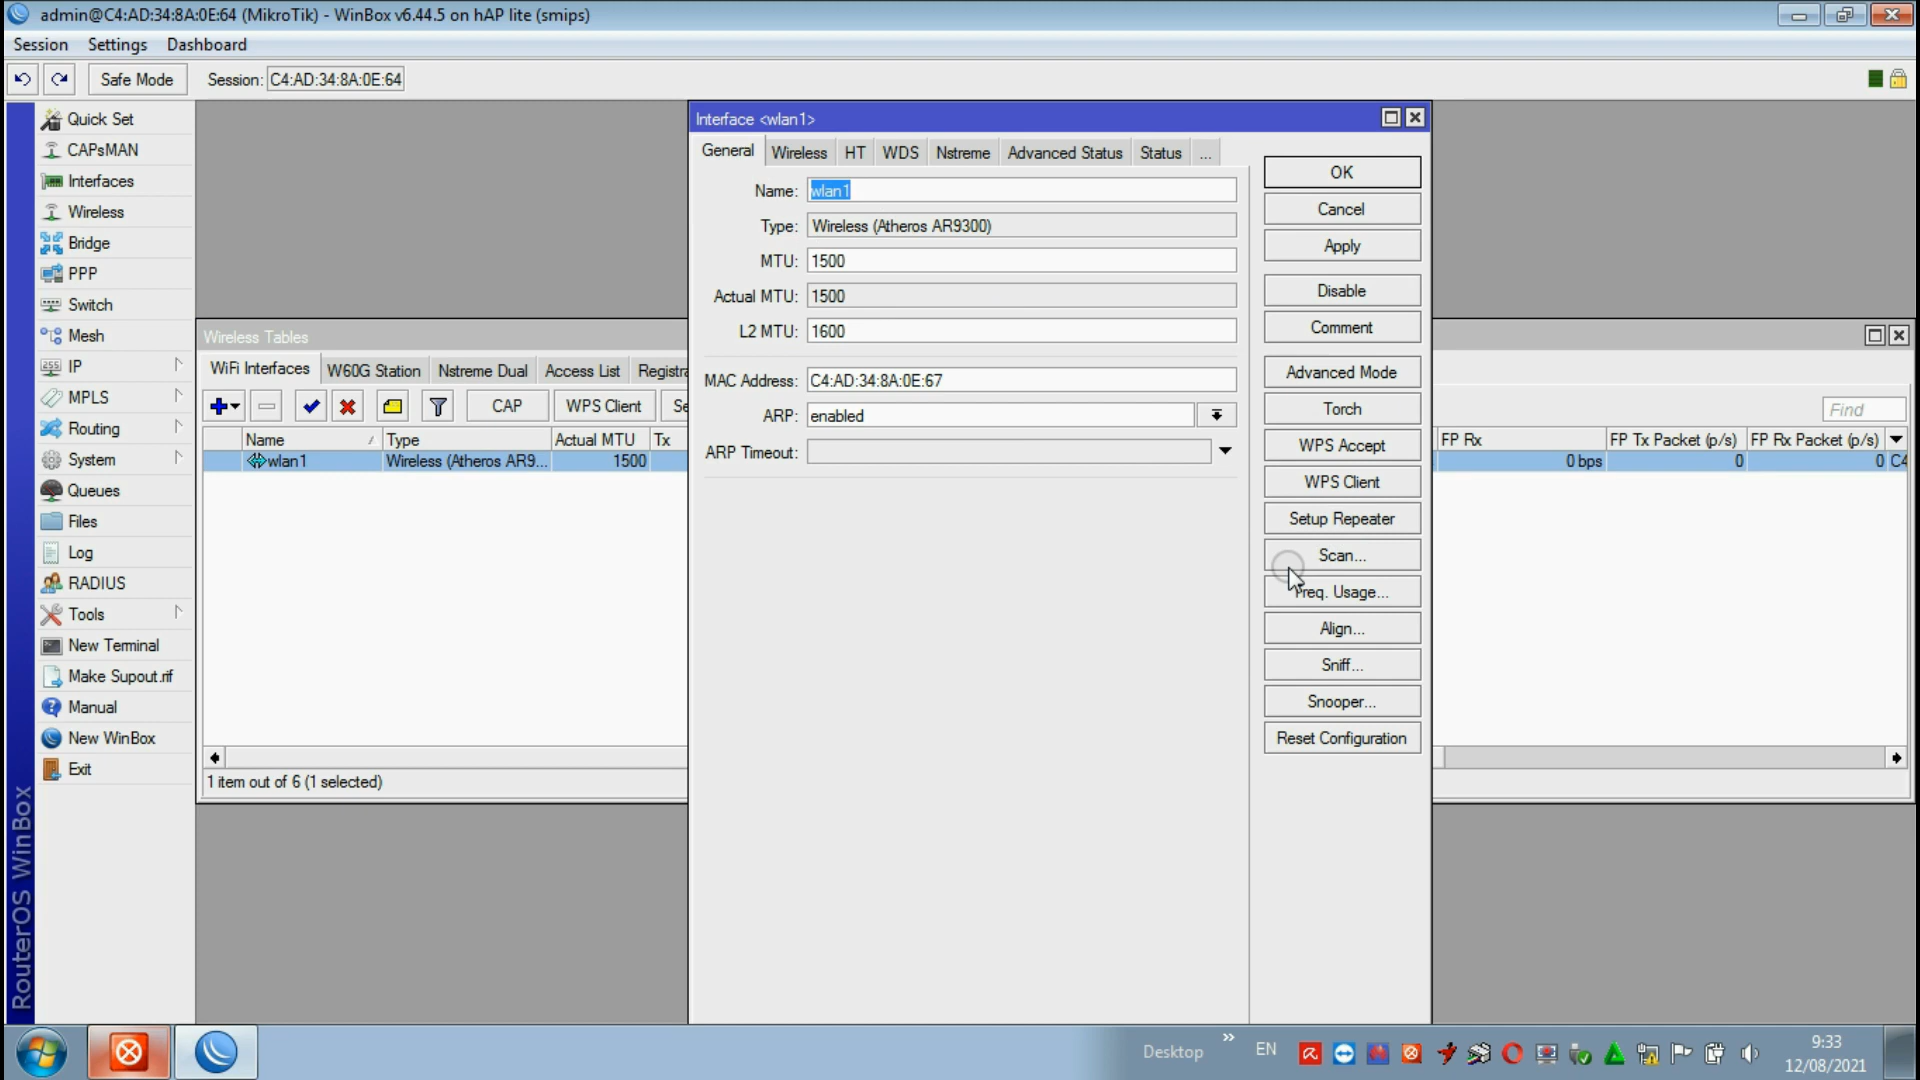 admin@C4:AD:34:8A:0E:64 (MikroTik) - WinBox v6.44.5 on hAP lite (smips)
Session Settings Dashboard
Safe Mode Session: C4:AD:34:8A:0E:64
Quick Set
CAPsMAN
Interfaces
Wireless
Bridge
PPP
Switch
Mesh
IP
MPLS
Routing
System
Queues
Files
Log
RADIUS
Tools
New Terminal
Make Supout.rif
Manual
New WinBox
Exit
RouterOS WinBox
Wireless Tables
WiFi Interfaces W60G Station Nstreme Dual Access List Registra
CAP WPS Client Se
Find
Name Type Actual MTU Tx FP Rx FP Tx Packet (p/s) FP Rx Packet (p/s)
wlan1 Wireless (Atheros AR9... 1500 0 bps 0 0 C4
1 item out of 6 (1 selected)
Interface <wlan1>
General Wireless HT WDS Nstreme Advanced Status Status ...
Name: wlan1
Type: Wireless (Atheros AR9300)
MTU: 1500
Actual MTU: 1500
L2 MTU: 1600
MAC Address: C4:AD:34:8A:0E:67
ARP: enabled
ARP Timeout:
OK
Cancel
Apply
Disable
Comment
Advanced Mode
Torch
WPS Accept
WPS Client
Setup Repeater
Scan...
Freq. Usage...
Align...
Sniff...
Snooper...
Reset Configuration
Desktop » EN
9:33
12/08/2021